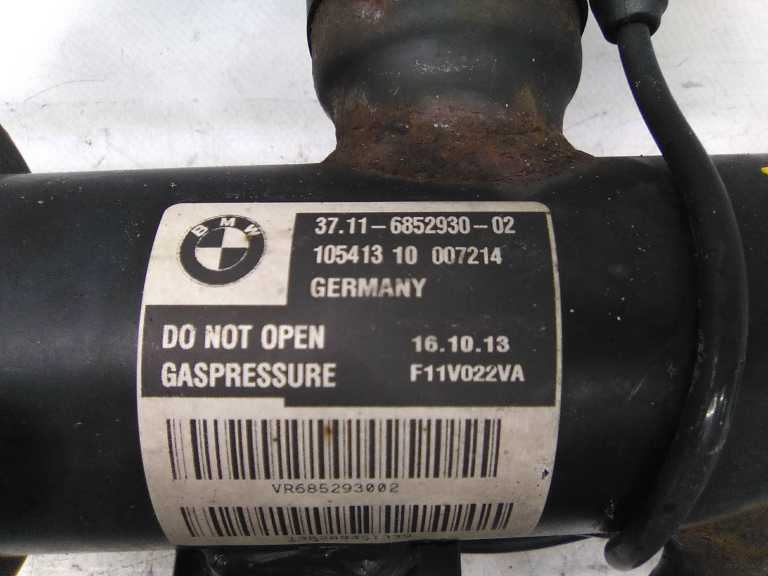 BMW
37.11-6852930-02
105413 10 007214
GERMANY
DO NOT OPEN
16.10.13
GASPRESSURE
F11V022VA
VR685293002